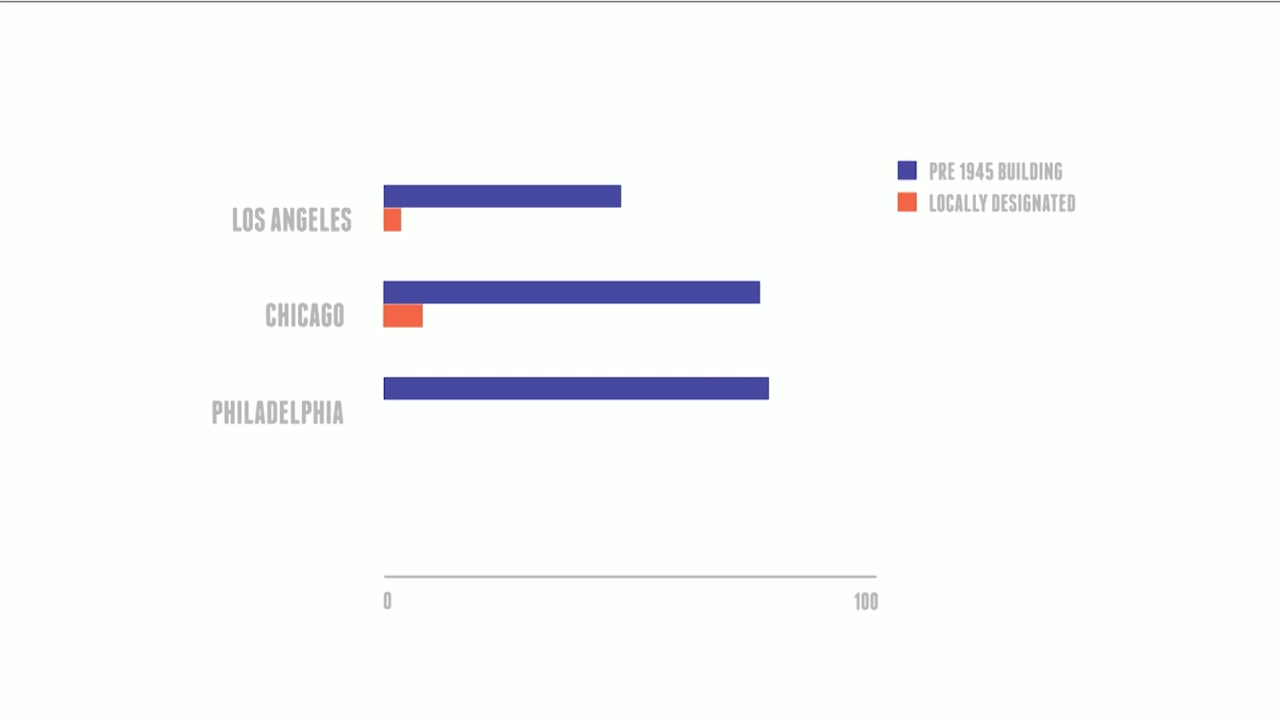 PRE 1945 BUILDING
LOCALLY DESIGNATED
LOS ANGELES
CHICAGO
PHILADELPHIA
0 100